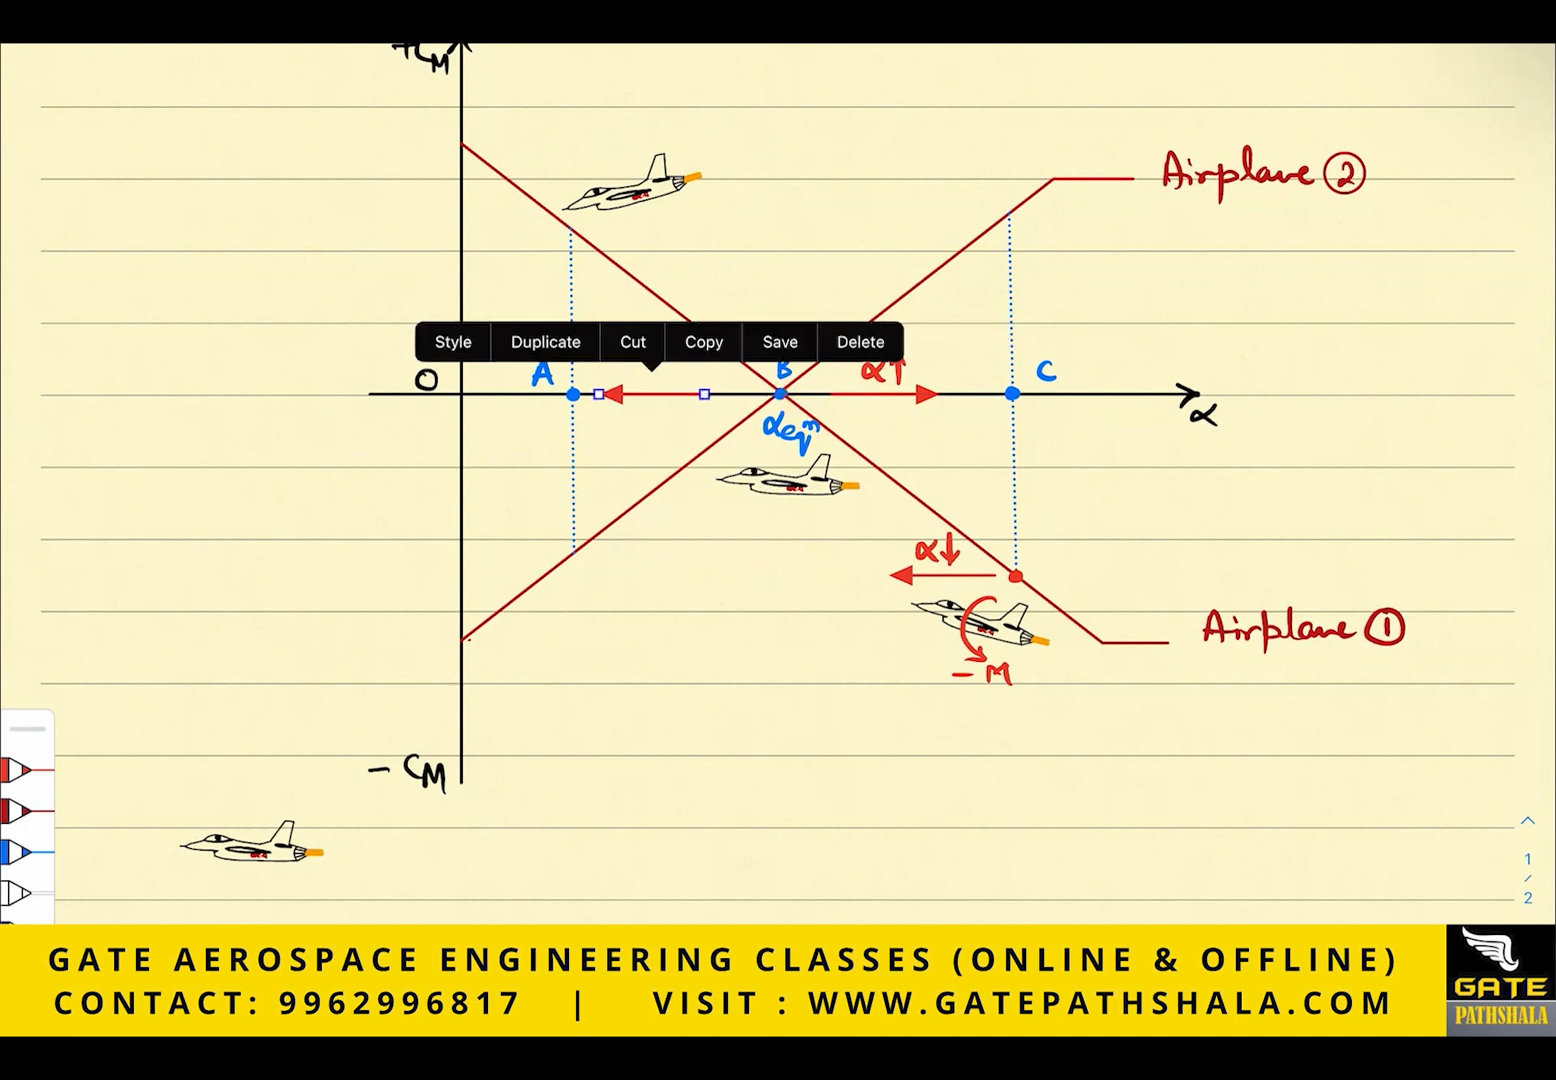 +CM
Airplane ②
Style Duplicate Cut Copy Save Delete
O
A
B
α↑
C
α
αeqᵐ
α↓
Airplane ①
- M
- CM
1
/
2
GATE AEROSPACE ENGINEERING CLASSES (ONLINE & OFFLINE)
CONTACT: 9962996817 | VISIT : WWW.GATEPATHSHALA.COM
GATE
PATHSHALA